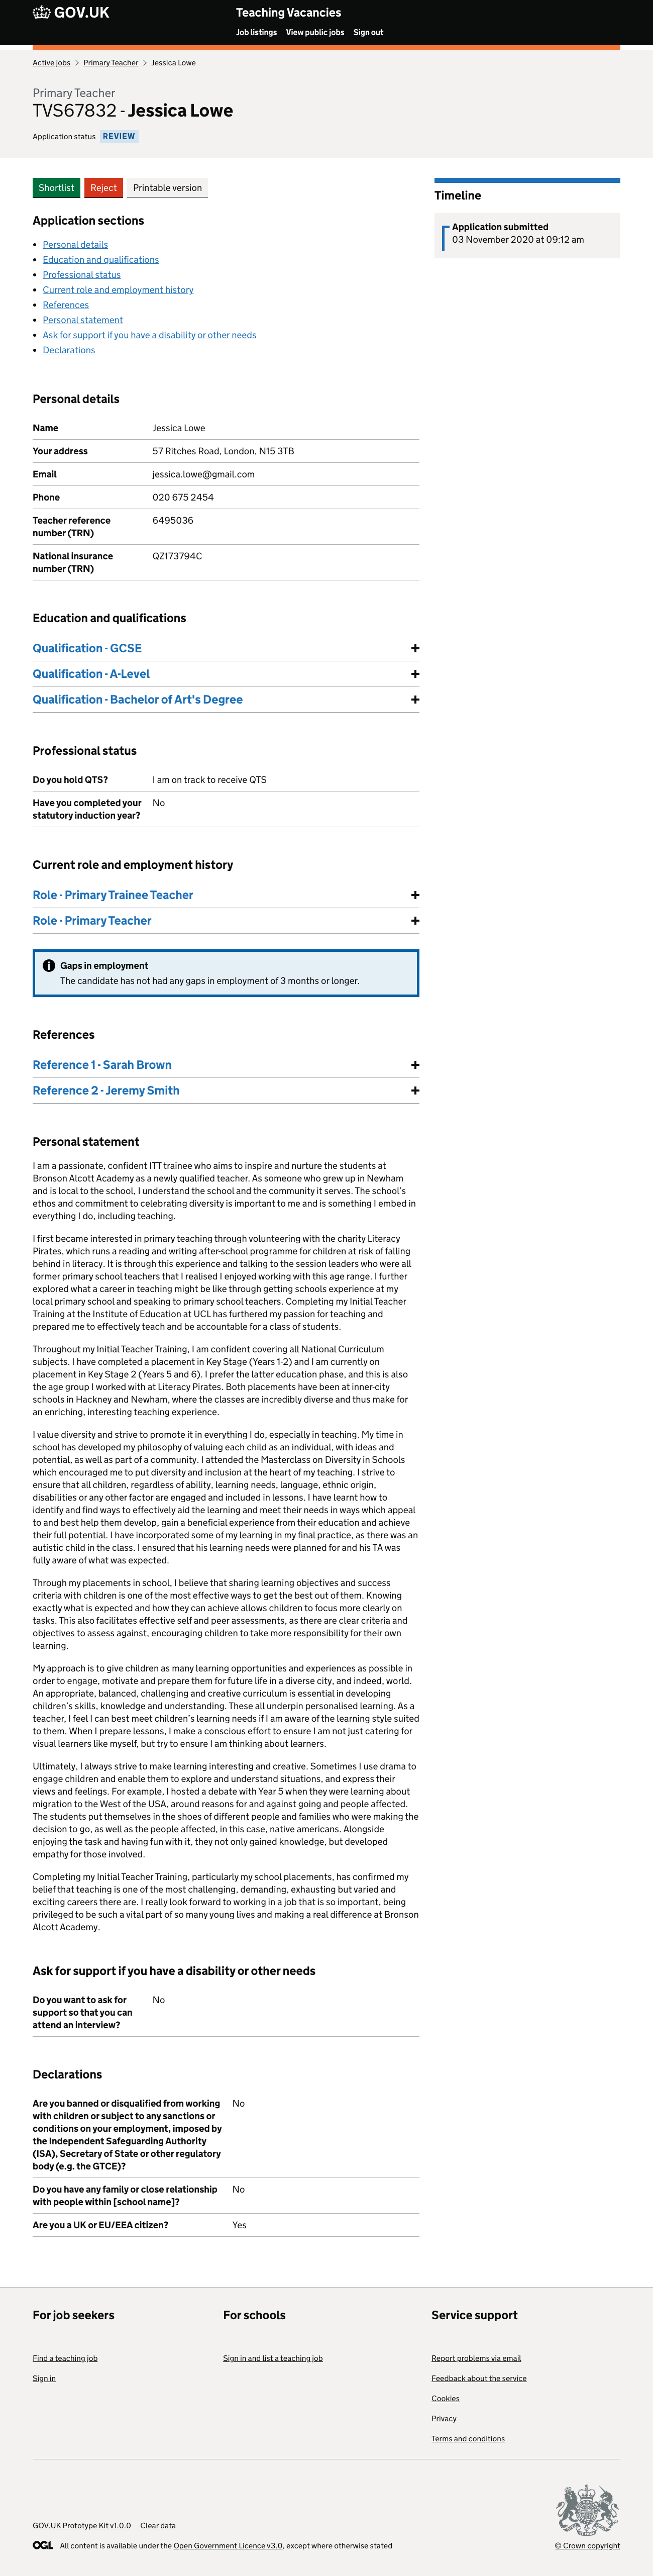 GOV.UK
Teaching Vacancies
Job listings View public jobs Sign out
Active jobs > Primary Teacher > Jessica Lowe
Primary Teacher
TVS67832 - Jessica Lowe
Application status REVIEW
Shortlist Reject Printable version
Application sections
• Personal details
• Education and qualifications
• Professional status
• Current role and employment history
• References
• Personal statement
• Ask for support if you have a disability or other needs
• Declarations
Timeline
Application submitted
03 November 2020 at 09:12 am
Personal details
Name Jessica Lowe
Your address 57 Ritches Road, London, N15 3TB
Email jessica.lowe@gmail.com
Phone 020 675 2454
Teacher reference 6495036
number (TRN)
National insurance QZ173794C
number (TRN)
Education and qualifications
Qualification - GCSE +
Qualification - A-Level +
Qualification - Bachelor of Art's Degree +
Professional status
Do you hold QTS? I am on track to receive QTS
Have you completed your No
statutory induction year?
Current role and employment history
Role - Primary Trainee Teacher +
Role - Primary Teacher +
Gaps in employment
The candidate has not had any gaps in employment of 3 months or longer.
References
Reference 1 - Sarah Brown +
Reference 2 - Jeremy Smith +
Personal statement
I am a passionate, confident ITT trainee who aims to inspire and nurture the students at
Bronson Alcott Academy as a newly qualified teacher. As someone who grew up in Newham
and is local to the school, I understand the school and the community it serves. The school's
ethos and commitment to celebrating diversity is important to me and is something I embed in
everything I do, including teaching.
I first became interested in primary teaching through volunteering with the charity Literacy
Pirates, which runs a reading and writing after-school programme for children at risk of falling
behind in literacy. It is through this experience and talking to the session leaders who were all
former primary school teachers that I realised I enjoyed working with this age range. I further
explored what a career in teaching might be like through getting schools experience at my
local primary school and speaking to primary school teachers. Completing my Initial Teacher
Training at the Institute of Education at UCL has furthered my passion for teaching and
prepared me to effectively teach and be accountable for a class of students.
Throughout my Initial Teacher Training, I am confident covering all National Curriculum
subjects. I have completed a placement in Key Stage (Years 1-2) and I am currently on
placement in Key Stage 2 (Years 5 and 6). I prefer the latter education phase, and this is also
the age group I worked with at Literacy Pirates. Both placements have been at inner-city
schools in Hackney and Newham, where the classes are incredibly diverse and thus make for
an enriching, interesting teaching experience.
I value diversity and strive to promote it in everything I do, especially in teaching. My time in
school has developed my philosophy of valuing each child as an individual, with ideas and
potential, as well as part of a community. I attended the Masterclass on Diversity in Schools
which encouraged me to put diversity and inclusion at the heart of my teaching. I strive to
ensure that all children, regardless of ability, learning needs, language, ethnic origin,
disabilities or any other factor are engaged and included in lessons. I have learnt how to
identify and find ways to effectively aid the learning and meet their needs in ways which appeal
to and best help them develop, gain a beneficial experience from their education and achieve
their full potential. I have incorporated some of my learning in my final practice, as there was an
autistic child in the class. I ensured that his learning needs were planned for and his TA was
fully aware of what was expected.
Through my placements in school, I believe that sharing learning objectives and success
criteria with children is one of the most effective ways to get the best out of them. Knowing
exactly what is expected and how they can achieve allows children to focus more clearly on
tasks. This also facilitates effective self and peer assessments, as there are clear criteria and
objectives to assess against, encouraging children to take more responsibility for their own
learning.
My approach is to give children as many learning opportunities and experiences as possible in
order to engage, motivate and prepare them for future life in a diverse city, and indeed, world.
An appropriate, balanced, challenging and creative curriculum is essential in developing
children's skills, knowledge and understanding. These all underpin personalised learning. As a
teacher, I feel I can best meet children's learning needs if I am aware of the learning style suited
to them. When I prepare lessons, I make a conscious effort to ensure I am not just catering for
visual learners like myself, but try to ensure I am thinking about learners.
Ultimately, I always strive to make learning interesting and creative. Sometimes I use drama to
engage children and enable them to explore and understand situations, and express their
views and feelings. For example, I hosted a debate with Year 5 when they were learning about
migration to the West of the USA, around reasons for and against going and people affected.
The students put themselves in the shoes of different people and families who were making the
decision to go, as well as the people affected, in this case, native americans. Alongside
enjoying the task and having fun with it, they not only gained knowledge, but developed
empathy for those involved.
Completing my Initial Teacher Training, particularly my school placements, has confirmed my
belief that teaching is one of the most challenging, demanding, exhausting but varied and
exciting careers there are. I really look forward to working in a job that is so important, being
privileged to be such a vital part of so many young lives and making a real difference at Bronson
Alcott Academy.
Ask for support if you have a disability or other needs
Do you want to ask for No
support so that you can
attend an interview?
Declarations
Are you banned or disqualified from working No
with children or subject to any sanctions or
conditions on your employment, imposed by
the Independent Safeguarding Authority
(ISA), Secretary of State or other regulatory
body (e.g. the GTCE)?
Do you have any family or close relationship No
with people within [school name]?
Are you a UK or EU/EEA citizen? Yes
For job seekers
Find a teaching job
Sign in
For schools
Sign in and list a teaching job
Service support
Report problems via email
Feedback about the service
Cookies
Privacy
Terms and conditions
GOV.UK Prototype Kit v1.0.0 Clear data
OGL All content is available under the Open Government Licence v3.0, except where otherwise stated
© Crown copyright